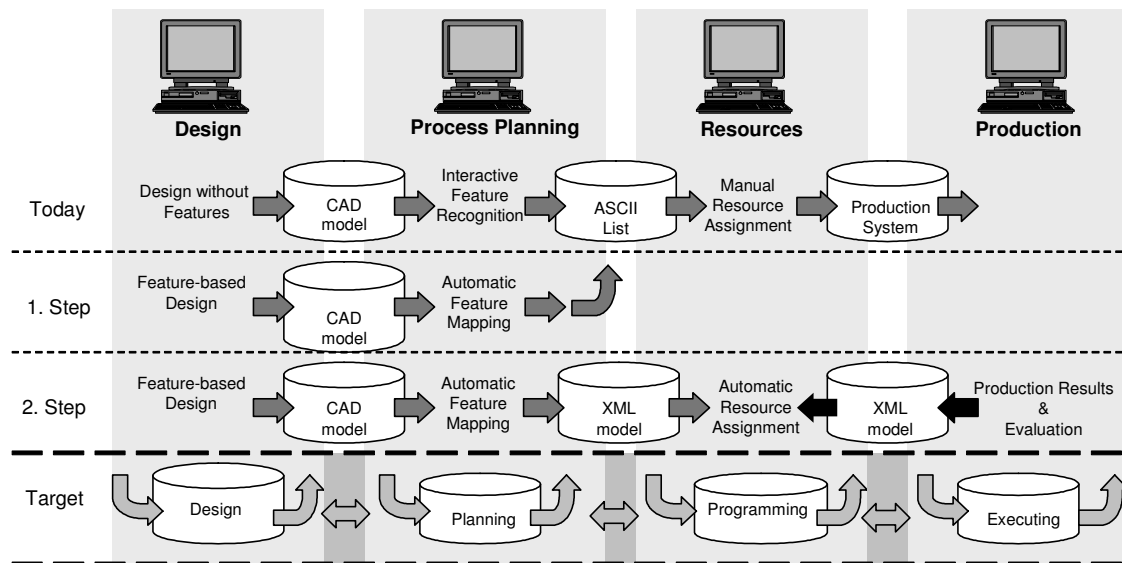 Design
Process Planning
Resources
Production
Today
Design without
Features
CAD
model
Interactive
Feature
Recognition
ASCII
List
Manual
Resource
Assignment
Production
System
1. Step
Feature-based
Design
CAD
model
Automatic
Feature
Mapping
2. Step
Feature-based
Design
CAD
model
Automatic
Feature
Mapping
XML
model
Automatic
Resource
Assignment
XML
model
Production Results
&
Evaluation
Target
Design
Planning
Programming
Executing